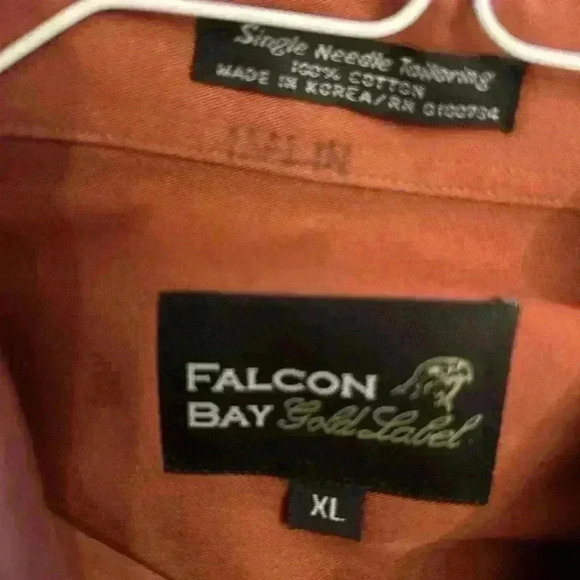 Single Needle Tailoring
100% COTTON
MADE IN KOREA/RN 0100734
FALCON
BAY Gold Label
XL